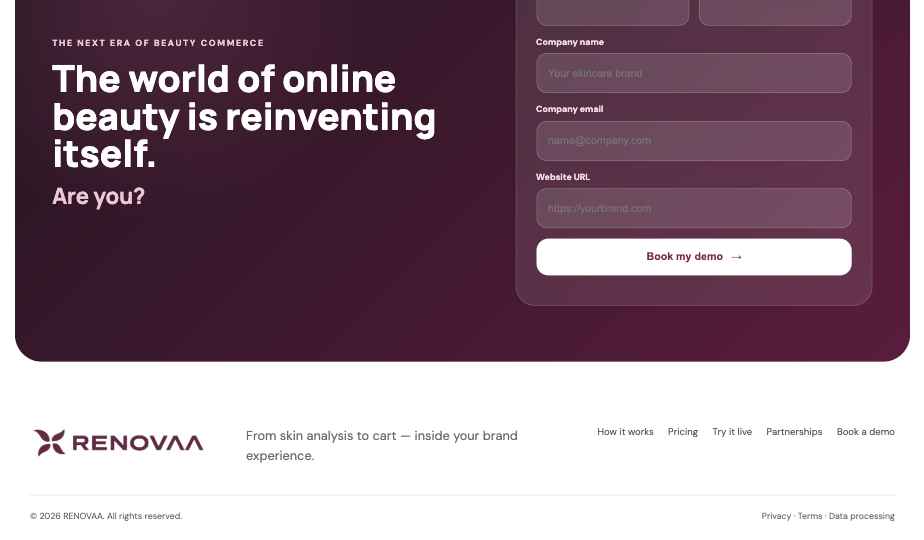 THE NEXT ERA OF BEAUTY COMMERCE
The world of online
beauty is reinventing
itself.
Are you?
Company name
Your skincare brand
Company email
name@company.com
Website URL
https://yourbrand.com
Book my demo →
RENOVAA
From skin analysis to cart — inside your brand
experience.
How it works Pricing Try it live Partnerships Book a demo
© 2026 RENOVAA. All rights reserved.
Privacy · Terms · Data processing